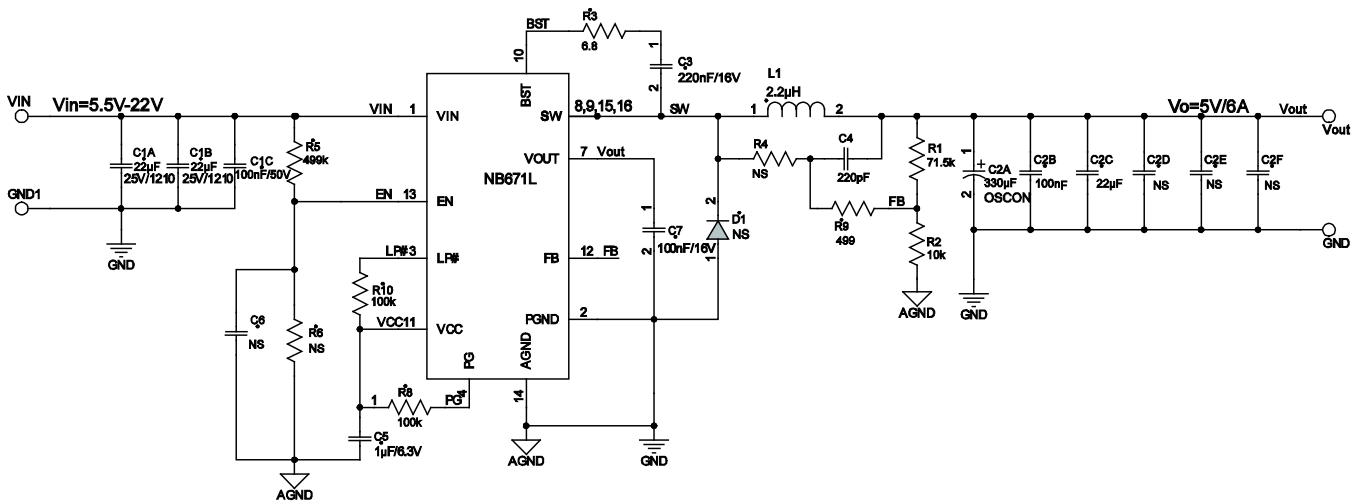 BST
R3
6.8
10
1
C3
220nF/16V
2
L1
2.2µH
VIN
Vin=5.5V-22V
VIN
1
VIN
BST
SW
8,9,15,16
SW
1
2
Vo=5V/6A
Vout
Vout
C1A
22µF
25V/1210
C1B
22µF
25V/1210
C1C
100nF/50V
R5
499k
VOUT
7
Vout
R4
NS
C4
220pF
R1
71.5k
1
C2A
330µF
OSCON
2
C2B
100nF
C2C
22µF
C2D
NS
C2E
NS
C2F
NS
NB671L
GND1
EN
13
EN
1
2
D1
NS
1
R9
499
FB
R2
10k
GND
GND
C7
100nF/16V
2
LP#
3
LP#
FB
12
FB
R10
100k
AGND
GND
C6
NS
R6
NS
VCC
11
VCC
PGND
2
PG
AGND
1
R8
100k
PG
4
14
C5
1µF/6.3V
AGND
GND
AGND